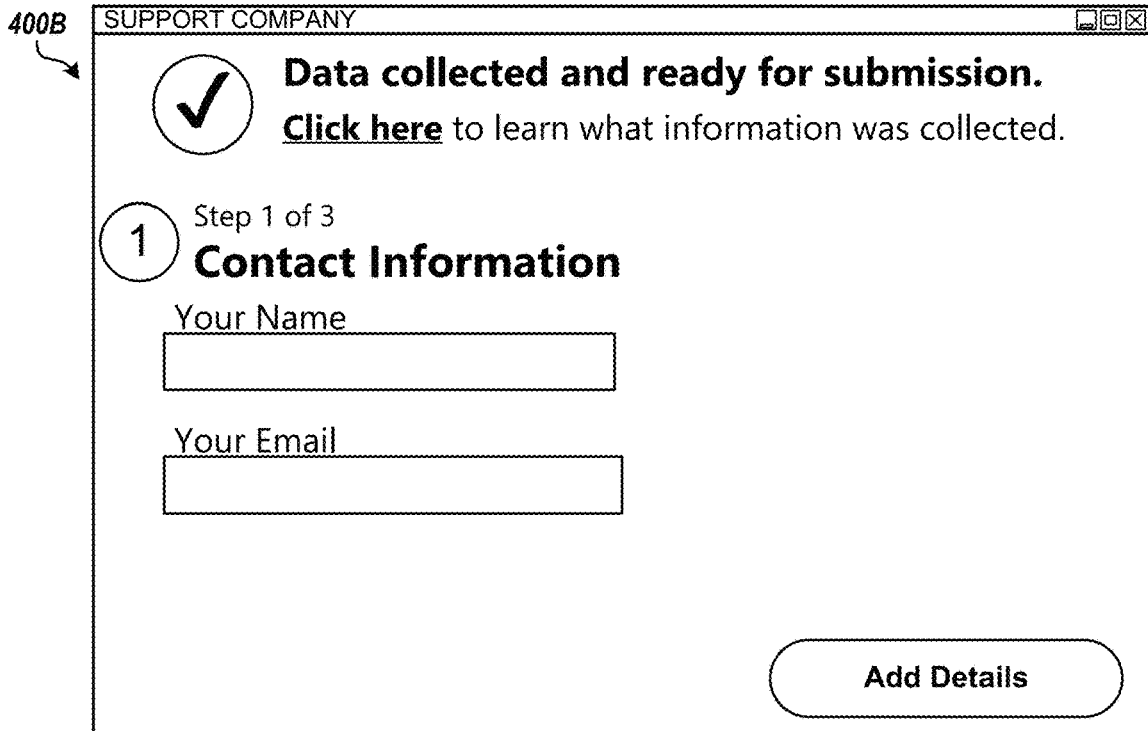 400B
SUPPORT COMPANY
✓
Data collected and ready for submission.
Click here to learn what information was collected.
1
Step 1 of 3
Contact Information
Your Name
Your Email
Add Details